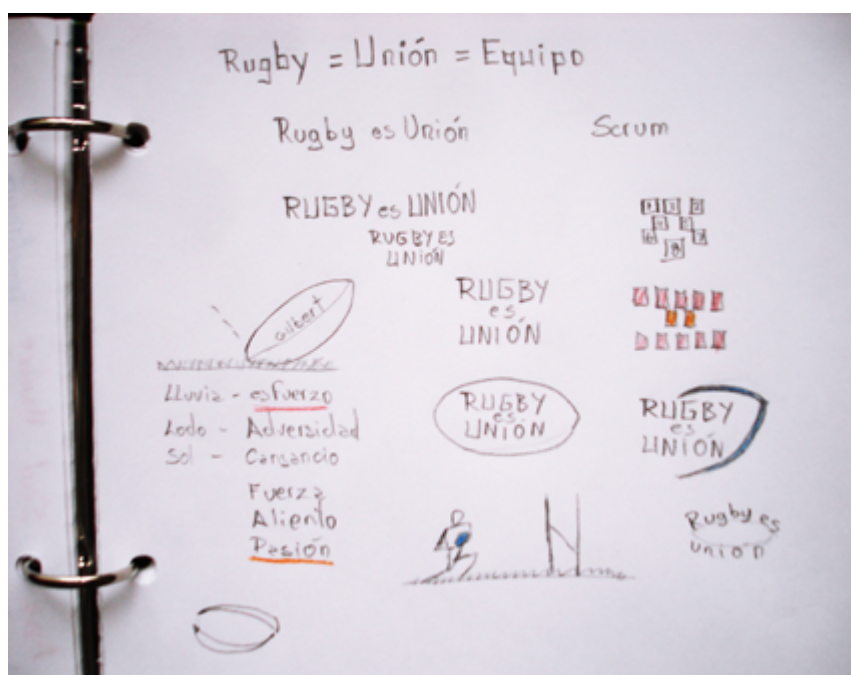 Rugby = Unión = Equipo
Rugby es Unión
Scrum
RUGBY es UNIÓN
RUGBY ES
UNIÓN
RUGBY
es
UNIÓN
Gilbert
Lluvia - esfuerzo
Lodo - Adversidad
Sol - Cansancio
Fuerza
Aliento
Pasión
RUGBY
es
UNIÓN
RUGBY
es
UNIÓN
Rugby es
unión